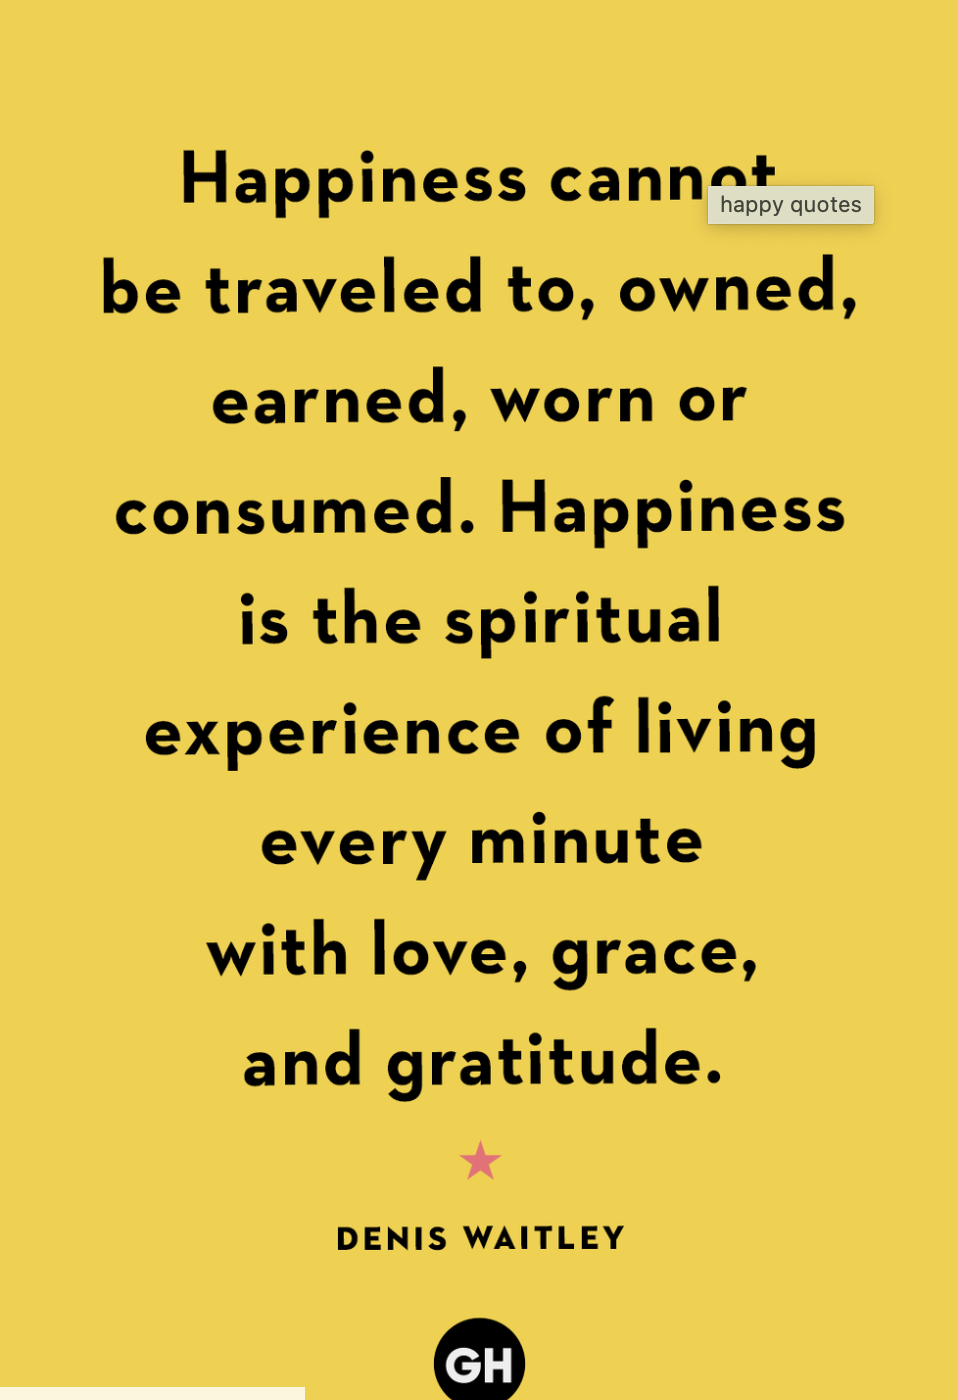 Happiness cannot
happy quotes
be traveled to, owned,
earned, worn or
consumed. Happiness
is the spiritual
experience of living
every minute
with love, grace,
and gratitude.
DENIS WAITLEY
GH